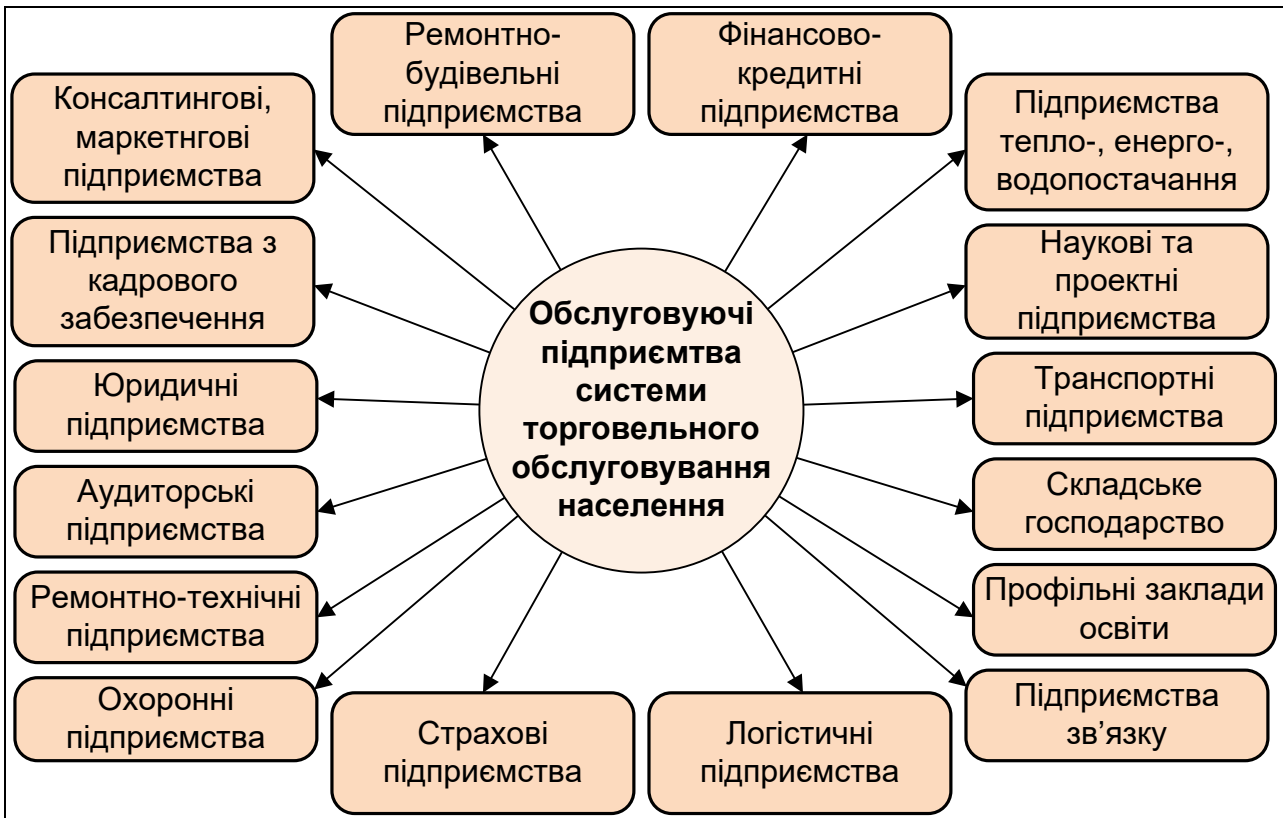 Ремонтно-
будівельні
підприємства
Фінансово-
кредитні
підприємства
Консалтингові,
маркетнгові
підприємства
Підприємства
тепло-, енерго-,
водопостачання
Підприємства з
кадрового
забезпечення
Наукові та
проектні
підприємства
Обслуговуючі
підприємтва
системи
торговельного
обслуговування
населення
Юридичні
підприємства
Транспортні
підприємства
Аудиторські
підприємства
Складське
господарство
Ремонтно-технічні
підприємства
Профільні заклади
освіти
Охоронні
підприємства
Страхові
підприємства
Логістичні
підприємства
Підприємства
зв’язку